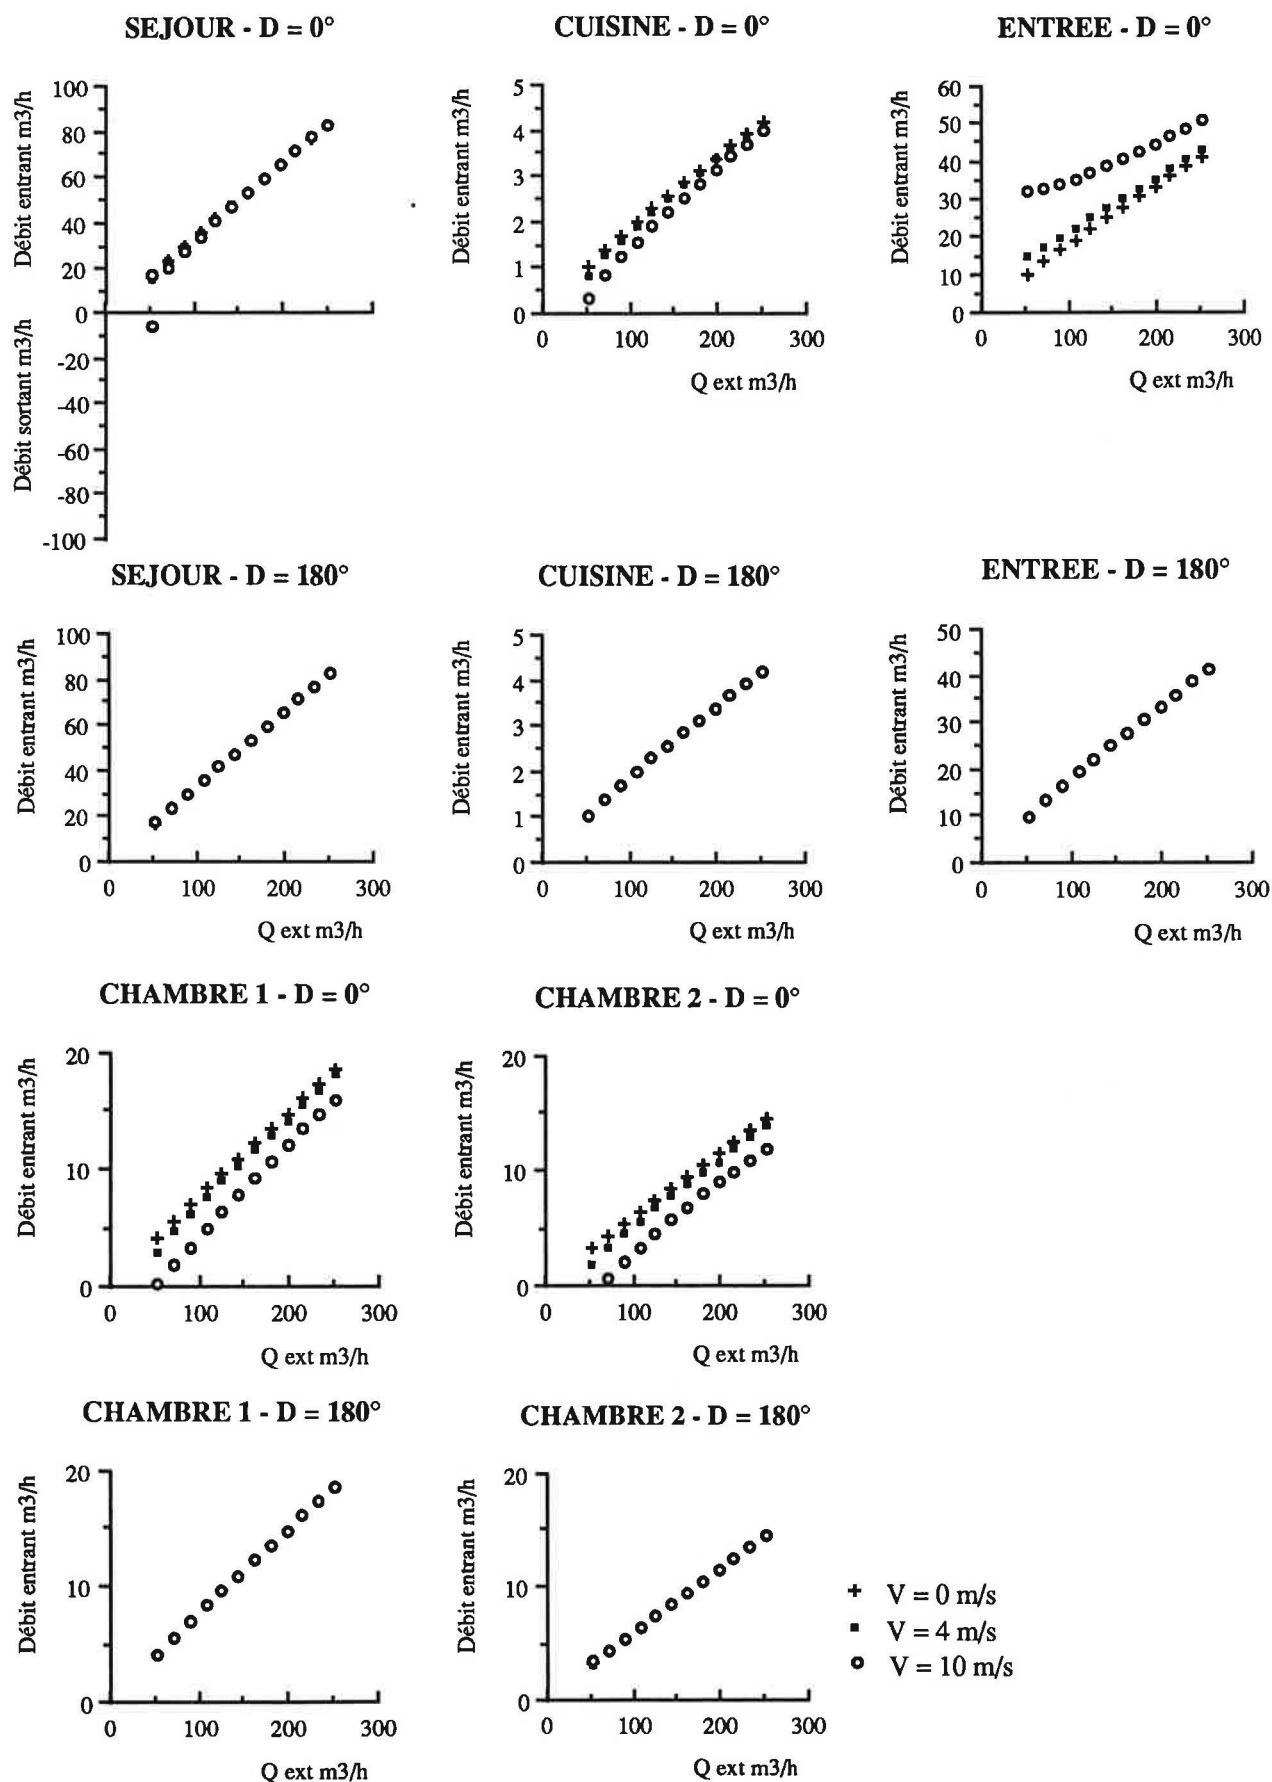 SEJOUR - D = 0°
CUISINE - D = 0°
ENTREE - D = 0°
Débit entrant m3/h
100
80
60
40
20
0
Débit sortant m3/h
-20
-40
-60
-80
-100
Débit entrant m3/h
5
4
3
2
1
0
0 100 200 300
Q ext m3/h
Débit entrant m3/h
60
50
40
30
20
10
0
0 100 200 300
Q ext m3/h
SEJOUR - D = 180°
CUISINE - D = 180°
ENTREE - D = 180°
Débit entrant m3/h
100
80
60
40
20
0
0 100 200 300
Q ext m3/h
Débit entrant m3/h
5
4
3
2
1
0
0 100 200 300
Q ext m3/h
Débit entrant m3/h
50
40
30
20
10
0
0 100 200 300
Q ext m3/h
CHAMBRE 1 - D = 0°
CHAMBRE 2 - D = 0°
Débit entrant m3/h
20
10
0
0 100 200 300
Q ext m3/h
Débit entrant m3/h
20
10
0
0 100 200 300
Q ext m3/h
CHAMBRE 1 - D = 180°
CHAMBRE 2 - D = 180°
Débit entrant m3/h
20
10
0
0 100 200 300
Q ext m3/h
Débit entrant m3/h
20
10
0
0 100 200 300
Q ext m3/h
V = 0 m/s
V = 4 m/s
V = 10 m/s